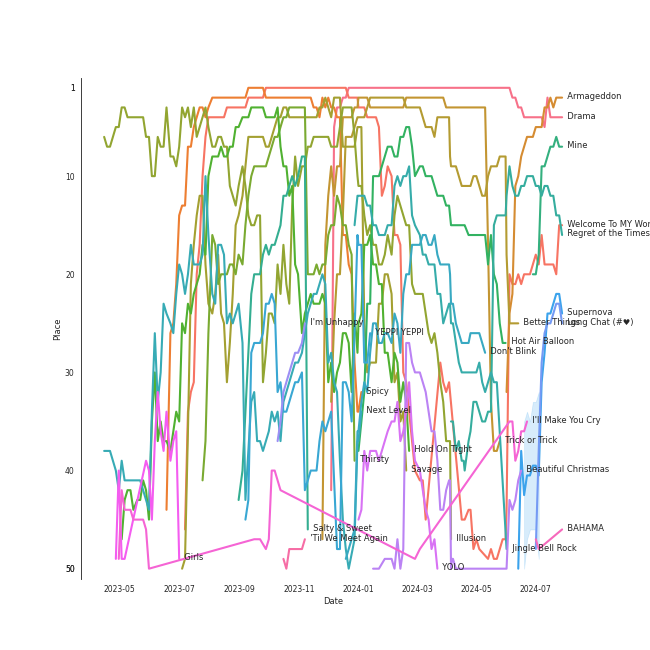 1
Armageddon
Drama
Mine
10
Welcome To MY Wor
Regret of the Times
20
Supernova
I'm Unhappy
Better Things
Long Chat (#♥)
YEPPI YEPPI
Hot Air Balloon
Don't Blink
Place
30
Spicy
Next Level
I'll Make You Cry
Trick or Trick
Hold On Tight
Thirsty
Savage
Beautiful Christmas
40
Salty & Sweet
BAHAMA
'Til We Meet Again
Illusion
Jingle Bell Rock
Girls
YOLO
50
2023-05
2023-07
2023-09
2023-11
2024-01
2024-03
2024-05
2024-07
Date